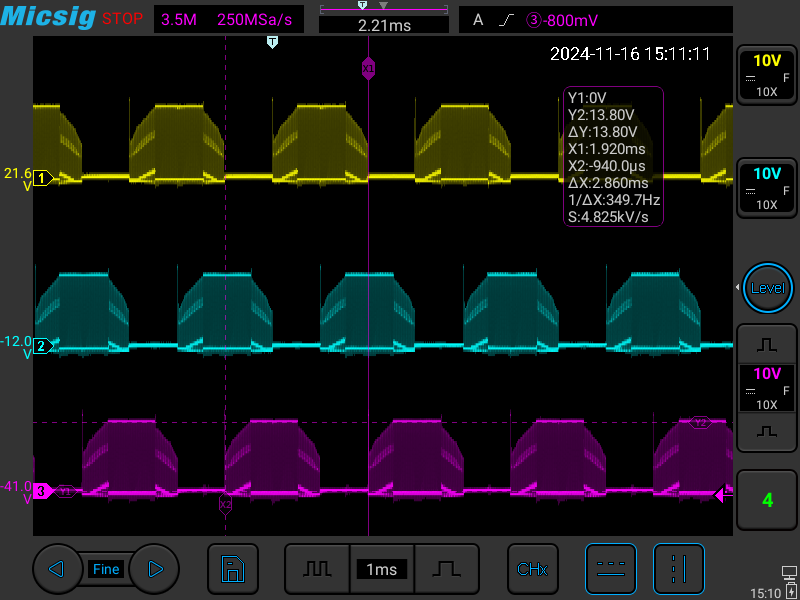 Micsig STOP 3.5M 250MSa/s 2.21ms A ③-800mV
T
T
2024-11-16 15:11:11
X1
10V
F
10X
Y1:0V
Y2:13.80V
ΔY:13.80V
X1:1.920ms
X2:-940.0μs
ΔX:2.860ms
1/ΔX:349.7Hz
S:4.825kV/s
21.6
V
1
10V
F
10X
Level
-12.0
V
2
10V
F
10X
Y2
-41.0
V
3
Y1
X2
4
Fine
1ms
CHx
15:10